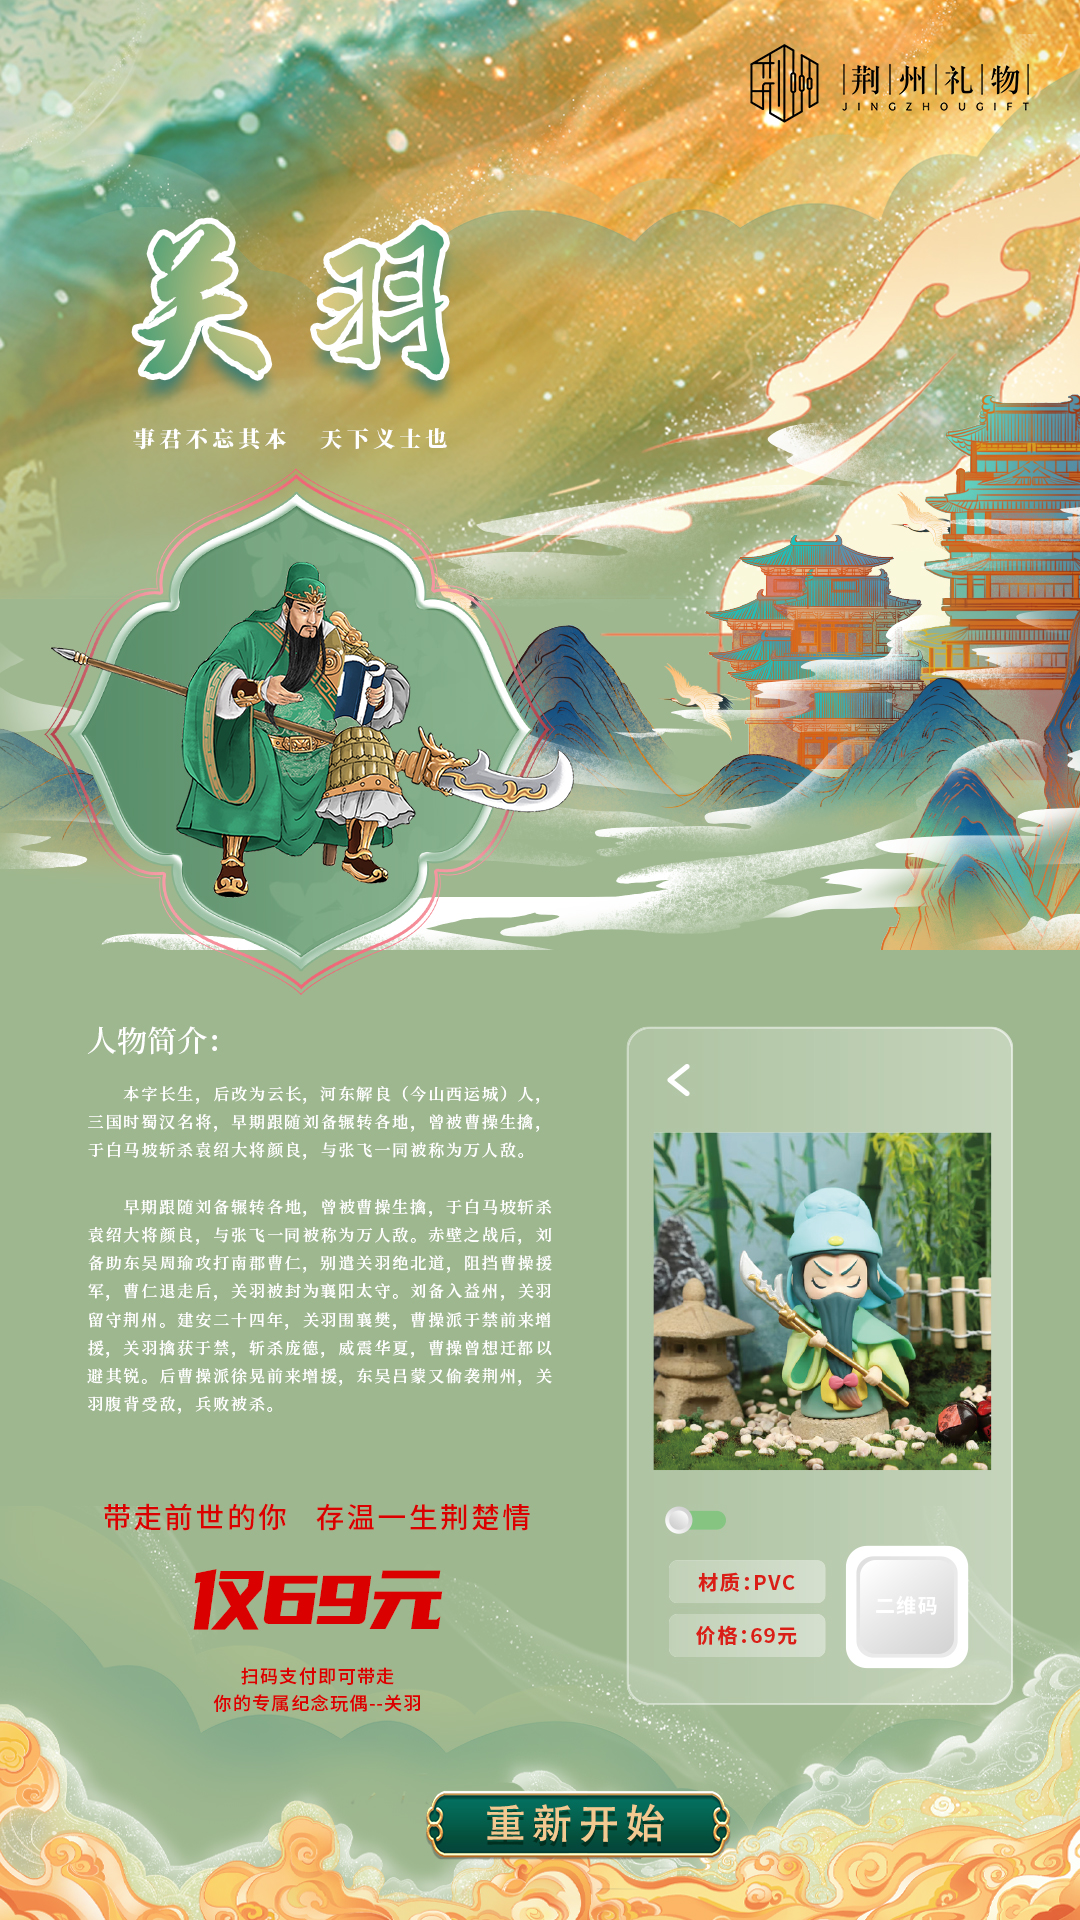 荆州礼物
JINGZHOUGIFT
关羽
事君不忘其本 天下义士也
人物简介：
本字长生，后改为云长，河东解良（今山西运城）人，
三国时蜀汉名将，早期跟随刘备辗转各地，曾被曹操生擒，
于白马坡斩杀袁绍大将颜良，与张飞一同被称为万人敌。
早期跟随刘备辗转各地，曾被曹操生擒，于白马坡斩杀
袁绍大将颜良，与张飞一同被称为万人敌。赤壁之战后，刘
备助东吴周瑜攻打南郡曹仁，别遣关羽绝北道，阻挡曹操援
军，曹仁退走后，关羽被封为襄阳太守。刘备入益州，关羽
留守荆州。建安二十四年，关羽围襄樊，曹操派于禁前来增
援，关羽擒获于禁，斩杀庞德，威震华夏，曹操曾想迁都以
避其锐。后曹操派徐晃前来增援，东吴吕蒙又偷袭荆州，关
羽腹背受敌，兵败被杀。
带走前世的你 存温一生荆楚情
仅69元
扫码支付即可带走
你的专属纪念玩偶--关羽
材质：PVC
价格：69元
二维码
重新开始